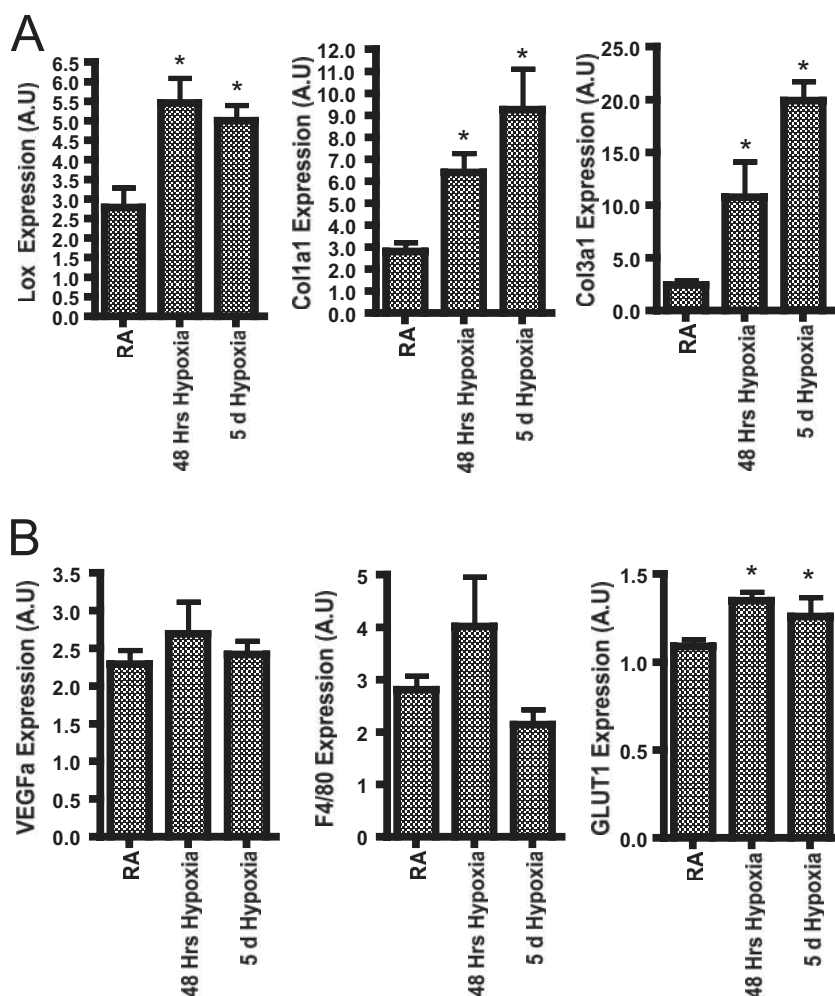 A
Lox Expression (A.U)
6.5
6.0
5.5
5.0
4.5
4.0
3.5
3.0
2.5
2.0
1.5
1.0
0.5
0.0
*
*
RA
48 Hrs Hypoxia
5 d Hypoxia
Col1a1 Expression (A.U)
12.0
11.0
10.0
9.0
8.0
7.0
6.0
5.0
4.0
3.0
2.0
1.0
0.0
*
*
RA
48 Hrs Hypoxia
5 d Hypoxia
Col3a1 Expression (A.U)
25.0
20.0
15.0
10.0
5.0
0.0
*
*
RA
48 Hrs Hypoxia
5 d Hypoxia
B
VEGFa Expression (A.U)
3.5
3.0
2.5
2.0
1.5
1.0
0.5
0.0
RA
48 Hrs Hypoxia
5 d Hypoxia
F4/80 Expression (A.U)
5
4
3
2
1
0
RA
48 Hrs Hypoxia
5 d Hypoxia
GLUT1 Expression (A.U)
1.5
1.0
0.5
0.0
*
*
RA
48 Hrs Hypoxia
5 d Hypoxia